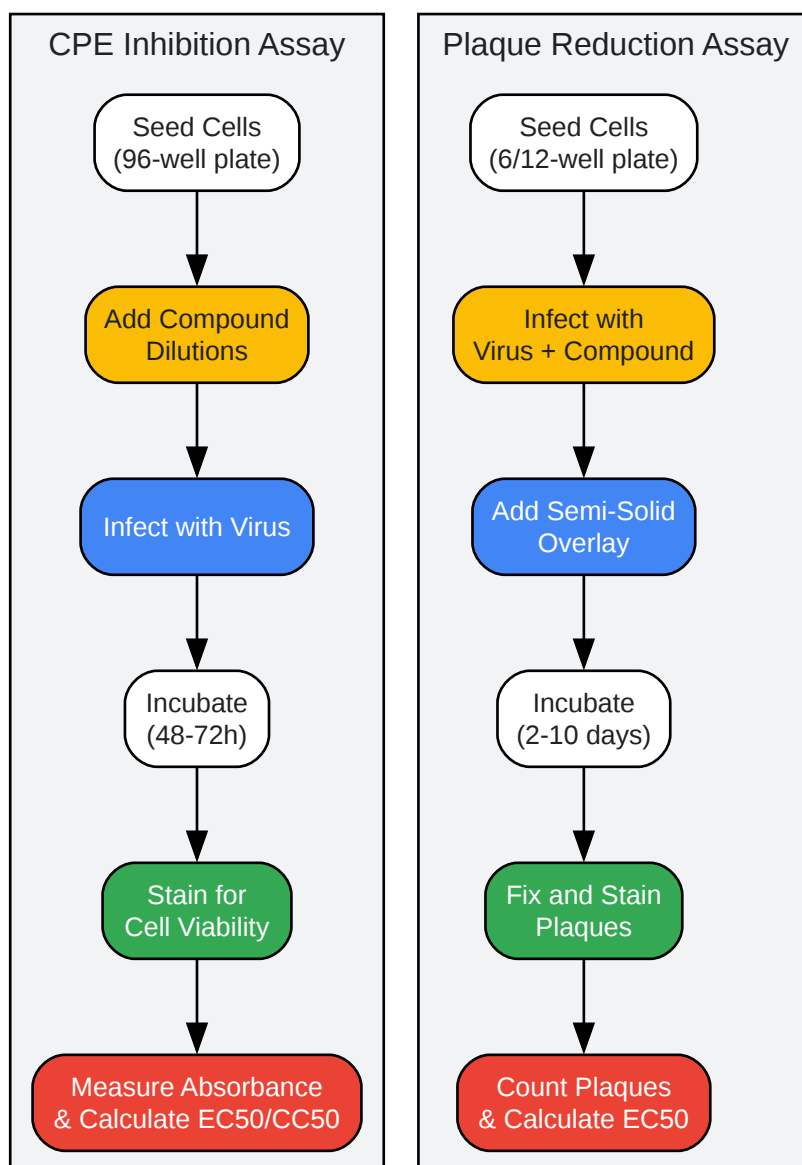 CPE Inhibition Assay
Seed Cells
(96-well plate)
Add Compound
Dilutions
Infect with Virus
Incubate
(48-72h)
Stain for
Cell Viability
Measure Absorbance
& Calculate EC50/CC50
Plaque Reduction Assay
Seed Cells
(6/12-well plate)
Infect with
Virus + Compound
Add Semi-Solid
Overlay
Incubate
(2-10 days)
Fix and Stain
Plaques
Count Plaques
& Calculate EC50